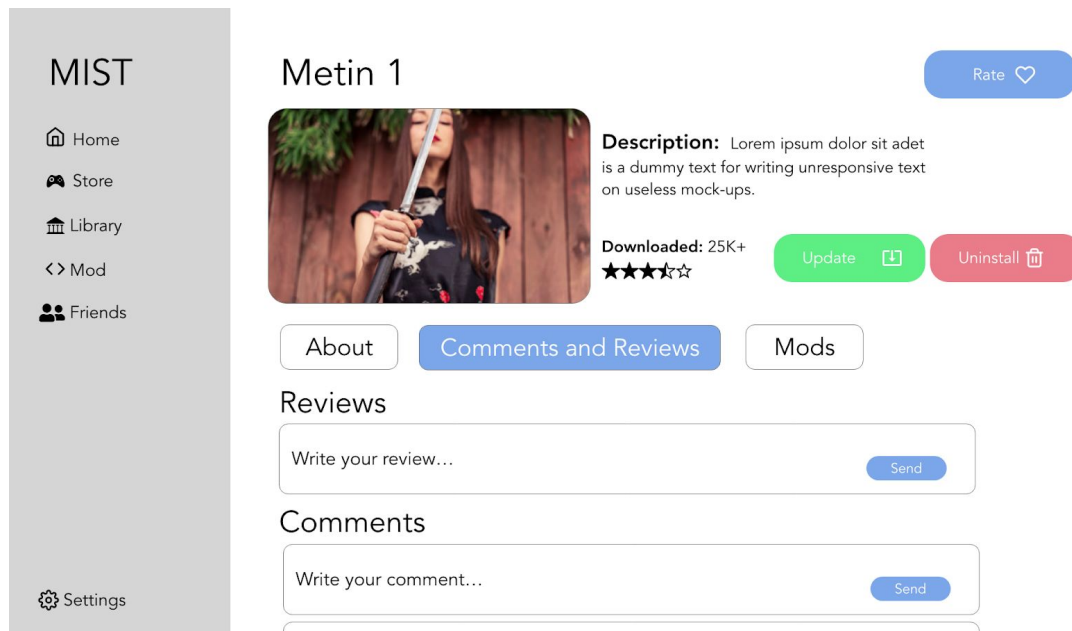 MIST
Home
Store
Library
Mod
Friends
Settings
Metin 1
Rate
Description: Lorem ipsum dolor sit adet
is a dummy text for writing unresponsive text
on useless mock-ups.
Downloaded: 25K+
Update
Uninstall
About
Comments and Reviews
Mods
Reviews
Write your review...
Send
Comments
Write your comment...
Send